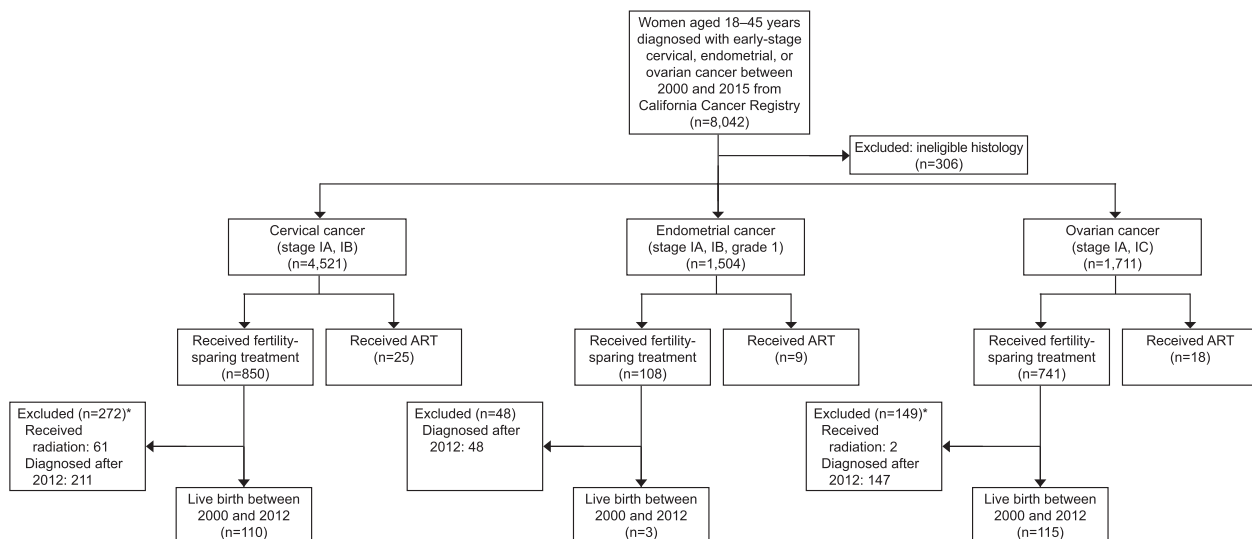 Women aged 18–45 years
diagnosed with early-stage
cervical, endometrial, or
ovarian cancer between
2000 and 2015 from
California Cancer Registry
(n=8,042)
Excluded: ineligible histology
(n=306)
Cervical cancer
(stage IA, IB)
(n=4,521)
Endometrial cancer
(stage IA, IB, grade 1)
(n=1,504)
Ovarian cancer
(stage IA, IC)
(n=1,711)
Received fertility-
sparing treatment
(n=850)
Received ART
(n=25)
Received fertility-
sparing treatment
(n=108)
Received ART
(n=9)
Received fertility-
sparing treatment
(n=741)
Received ART
(n=18)
Excluded (n=272)*
Received
radiation: 61
Diagnosed after
2012: 211
Excluded (n=48)
Diagnosed after
2012: 48
Excluded (n=149)*
Received
radiation: 2
Diagnosed after
2012: 147
Live birth between
2000 and 2012
(n=110)
Live birth between
2000 and 2012
(n=3)
Live birth between
2000 and 2012
(n=115)